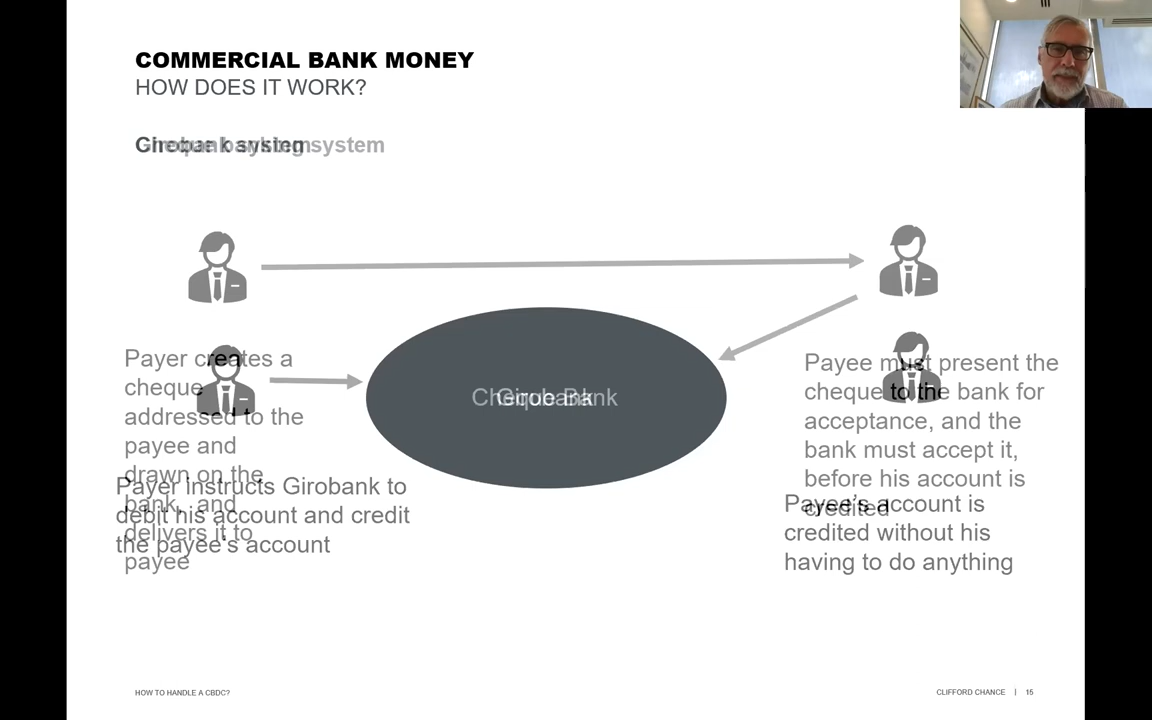 COMMERCIAL BANK MONEY
HOW DOES IT WORK?
Girobank system
Cheque banking system
Payer creates a
cheque
addressed to the
payee and
drawn on the
bank, and
delivers it to
payee
Payer instructs Girobank to
debit his account and credit
the payee's account
Cheque Bank
Girobank
Payee must present the
cheque to the bank for
acceptance, and the
bank must accept it,
before his account is
credited
Payee's account is
credited without his
having to do anything
HOW TO HANDLE A CBDC?
CLIFFORD CHANCE | 15